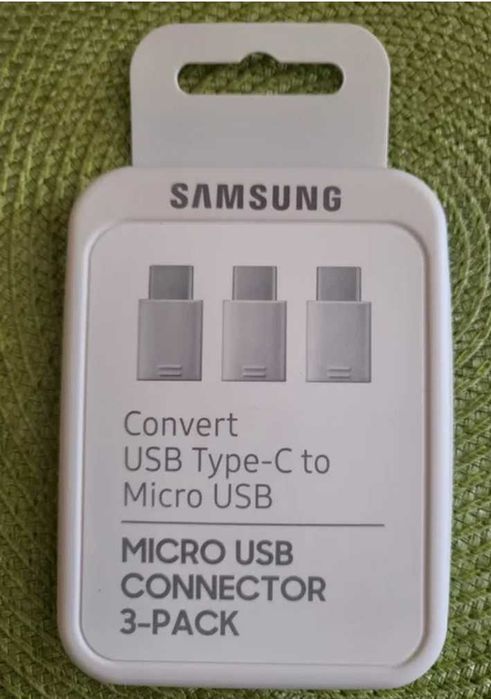 SAMSUNG
Convert
USB Type-C to
Micro USB
MICRO USB
CONNECTOR
3-PACK